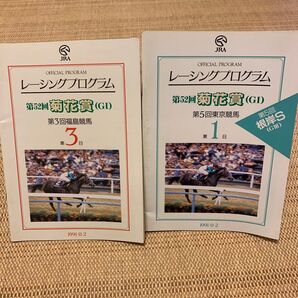 JRA
OFFICIAL PROGRAM
レーシングプログラム
第52回 菊花賞 (GI)
第3回福島競馬
第3日
JRA
OFFICIAL PROGRAM
レーシングプログラム
第52回 菊花賞 (GI)
第5回東京競馬
第1日
根岸S
(GIII)